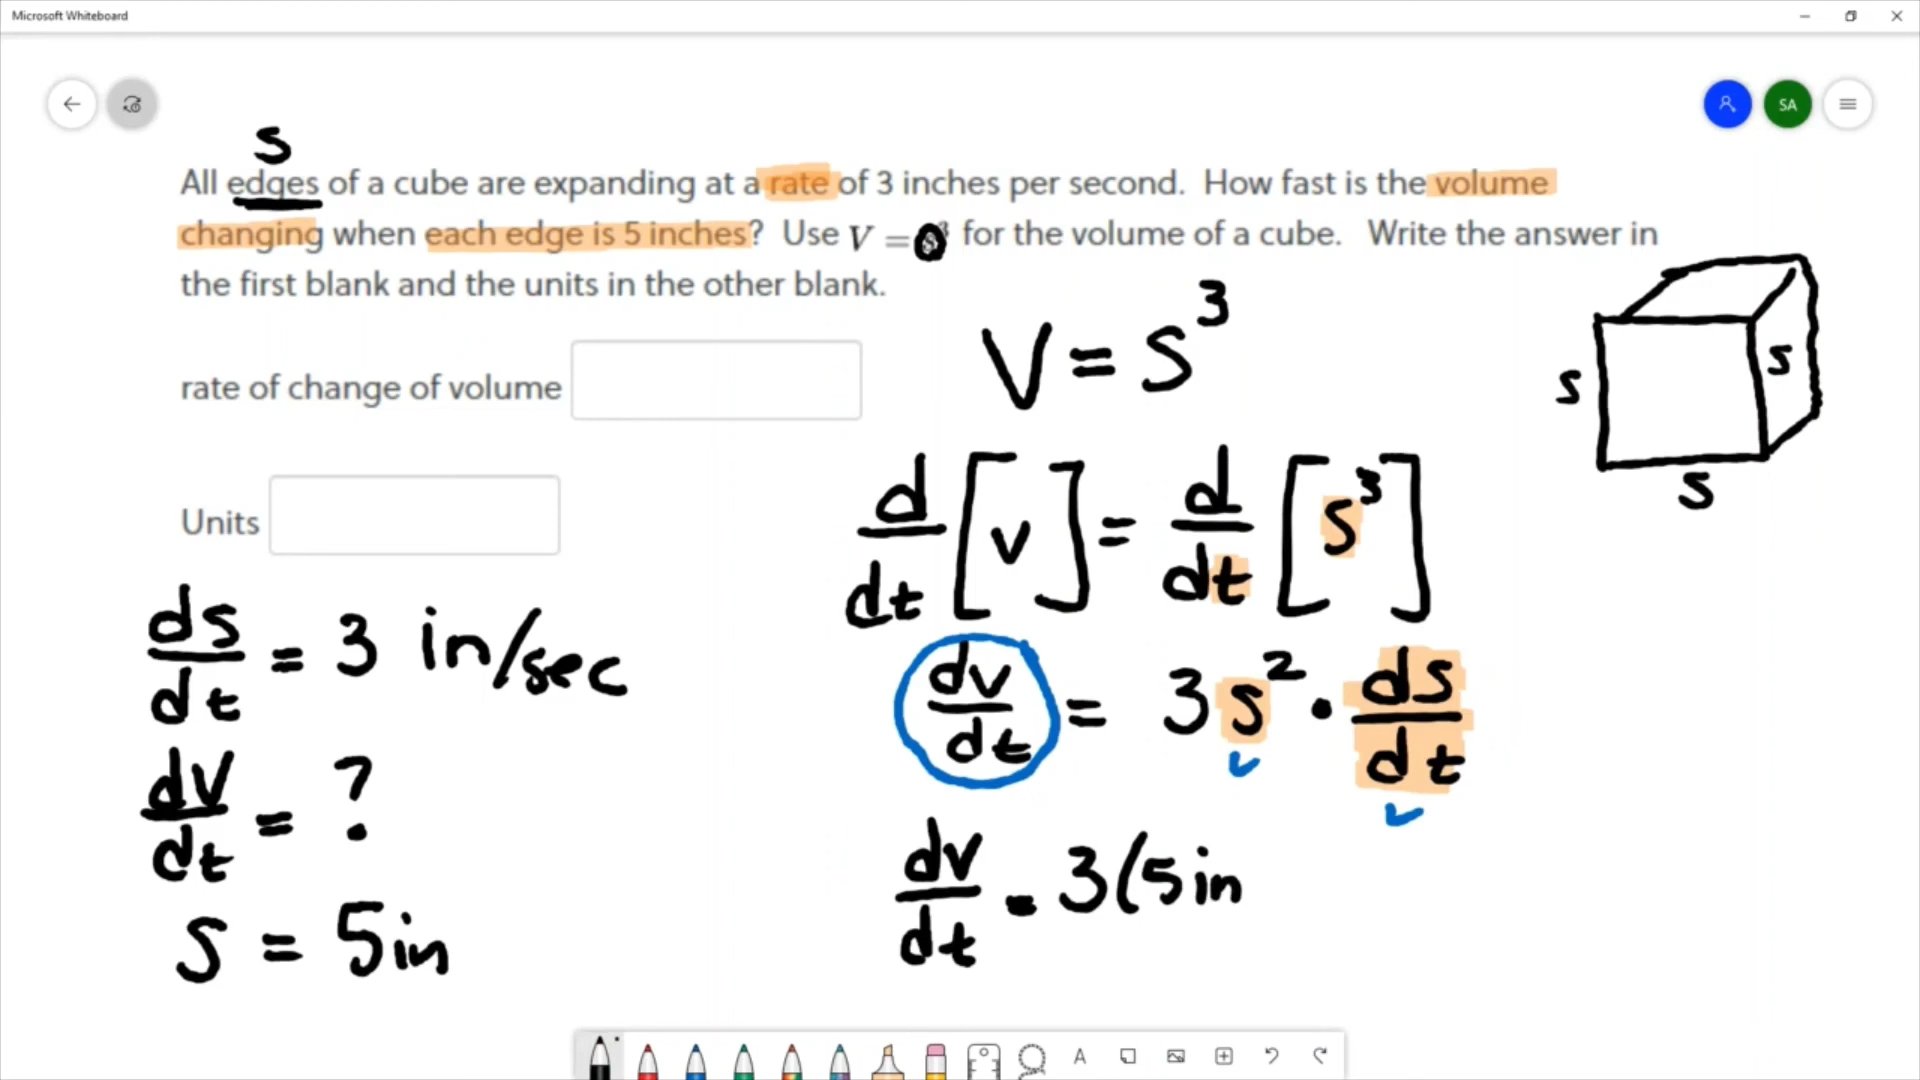 Microsoft Whiteboard
SA
s
All edges of a cube are expanding at a rate of 3 inches per second. How fast is the volume
changing when each edge is 5 inches? Use V = s³ for the volume of a cube. Write the answer in
the first blank and the units in the other blank.
V = s³
rate of change of volume
s
s
s
Units
d/dt [v] = d/dt [s³]
ds/dt = 3 in/sec
dv/dt = 3s² · ds/dt
dV/dt = ?
dv/dt = 3(5in
s = 5in
A